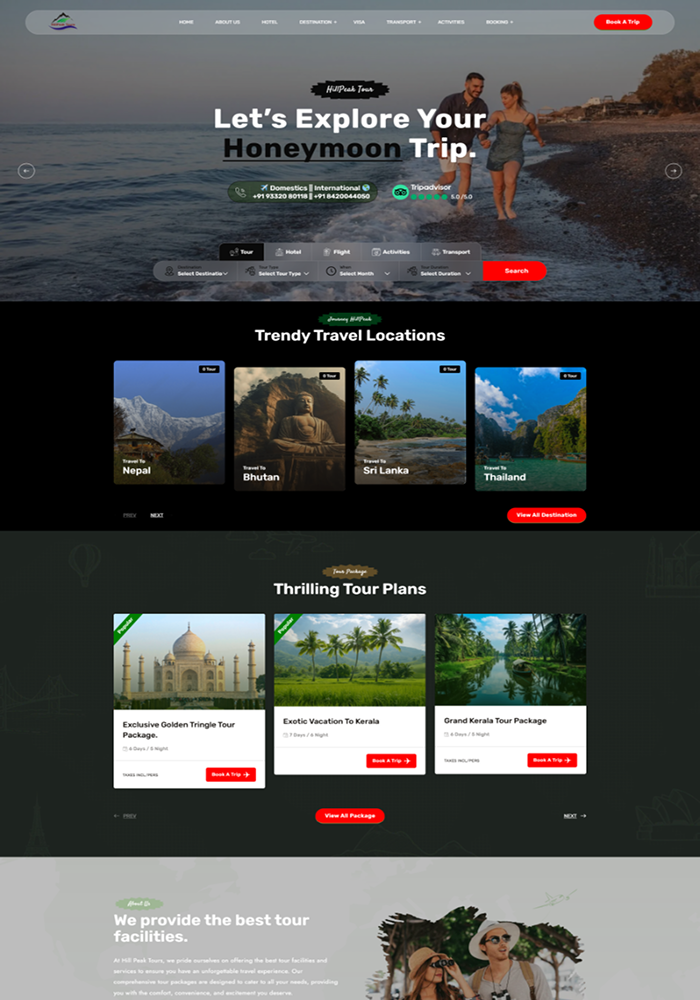 HOME
ABOUT US
HOTEL
DESTINATION
VISA
TRANSPORT
ACTIVITIES
BOOKING
Book A Trip
HillPeak Tour
Let's Explore Your
Honeymoon Trip.
Domestics || International
+91 93320 80118 || +91 8420044050
Tripadvisor
5.0 /5.0
Tour
Hotel
Flight
Activities
Transport
Select Destinatio
Tour Type
Select Tour Type
Select Month
Select Duration
Search
Journey HillPeak
Trendy Travel Locations
0 Tour
Travel To
Nepal
0 Tour
Travel To
Bhutan
0 Tour
Travel To
Sri Lanka
0 Tour
Travel To
Thailand
PREV
NEXT
View All Destination
Tour Package
Thrilling Tour Plans
Popular
Exclusive Golden Tringle Tour
Package.
6 Days / 5 Night
TAXES INCL/PERS
Book A Trip
Popular
Exotic Vacation To Kerala
7 Days / 6 Night
Book A Trip
Grand Kerala Tour Package
6 Days / 5 Night
TAXES INCL/PERS
Book A Trip
PREV
View All Package
NEXT
About Us
We provide the best tour
facilities.
At Hill Peak Tours, we pride ourselves on offering the best tour facilities and
services to ensure you have an unforgettable travel experience. Our
comprehensive tour packages are designed to cater to all your needs, providing
you with the comfort, convenience, and excitement you deserve.